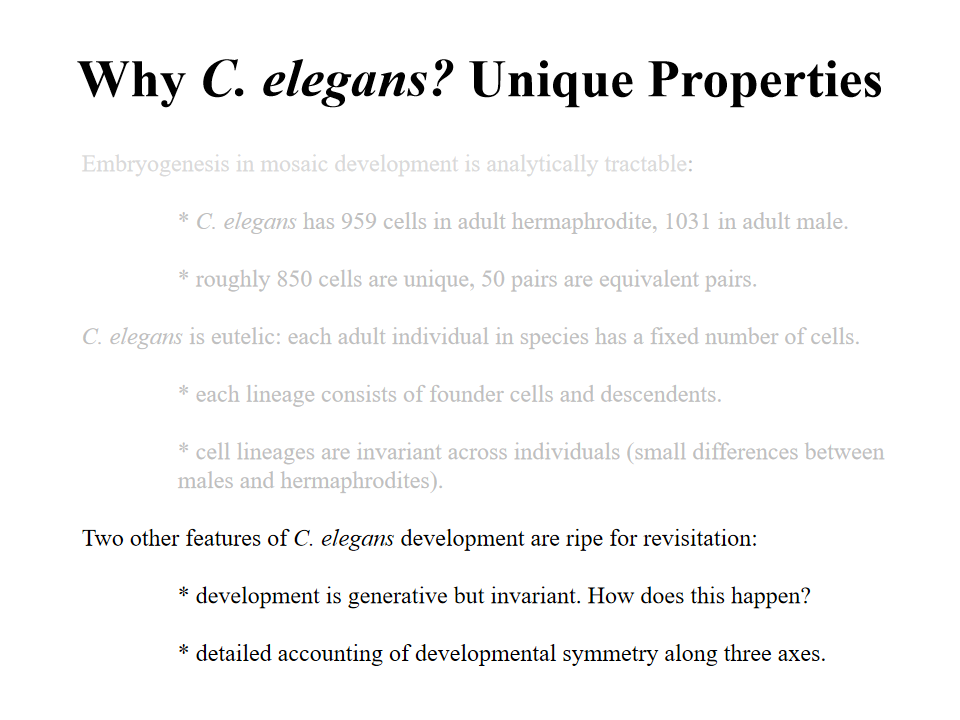 Why C. elegans? Unique Properties
Embryogenesis in mosaic development is analytically tractable:
* C. elegans has 959 cells in adult hermaphrodite, 1031 in adult male.
* roughly 850 cells are unique, 50 pairs are equivalent pairs.
C. elegans is eutelic: each adult individual in species has a fixed number of cells.
* each lineage consists of founder cells and descendents.
* cell lineages are invariant across individuals (small differences between
males and hermaphrodites).
Two other features of C. elegans development are ripe for revisitation:
* development is generative but invariant. How does this happen?
* detailed accounting of developmental symmetry along three axes.